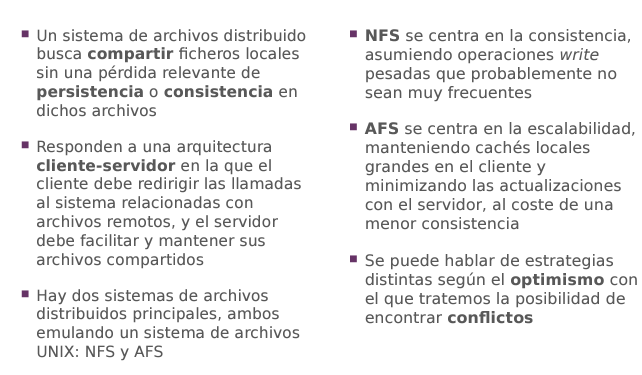 Un sistema de archivos distribuido
busca compartir ficheros locales
sin una pérdida relevante de
persistencia o consistencia en
dichos archivos
Responden a una arquitectura
cliente-servidor en la que el
cliente debe redirigir las llamadas
al sistema relacionadas con
archivos remotos, y el servidor
debe facilitar y mantener sus
archivos compartidos
Hay dos sistemas de archivos
distribuidos principales, ambos
emulando un sistema de archivos
UNIX: NFS y AFS
NFS se centra en la consistencia,
asumiendo operaciones write
pesadas que probablemente no
sean muy frecuentes
AFS se centra en la escalabilidad,
manteniendo cachés locales
grandes en el cliente y
minimizando las actualizaciones
con el servidor, al coste de una
menor consistencia
Se puede hablar de estrategias
distintas según el optimismo con
el que tratemos la posibilidad de
encontrar conflictos